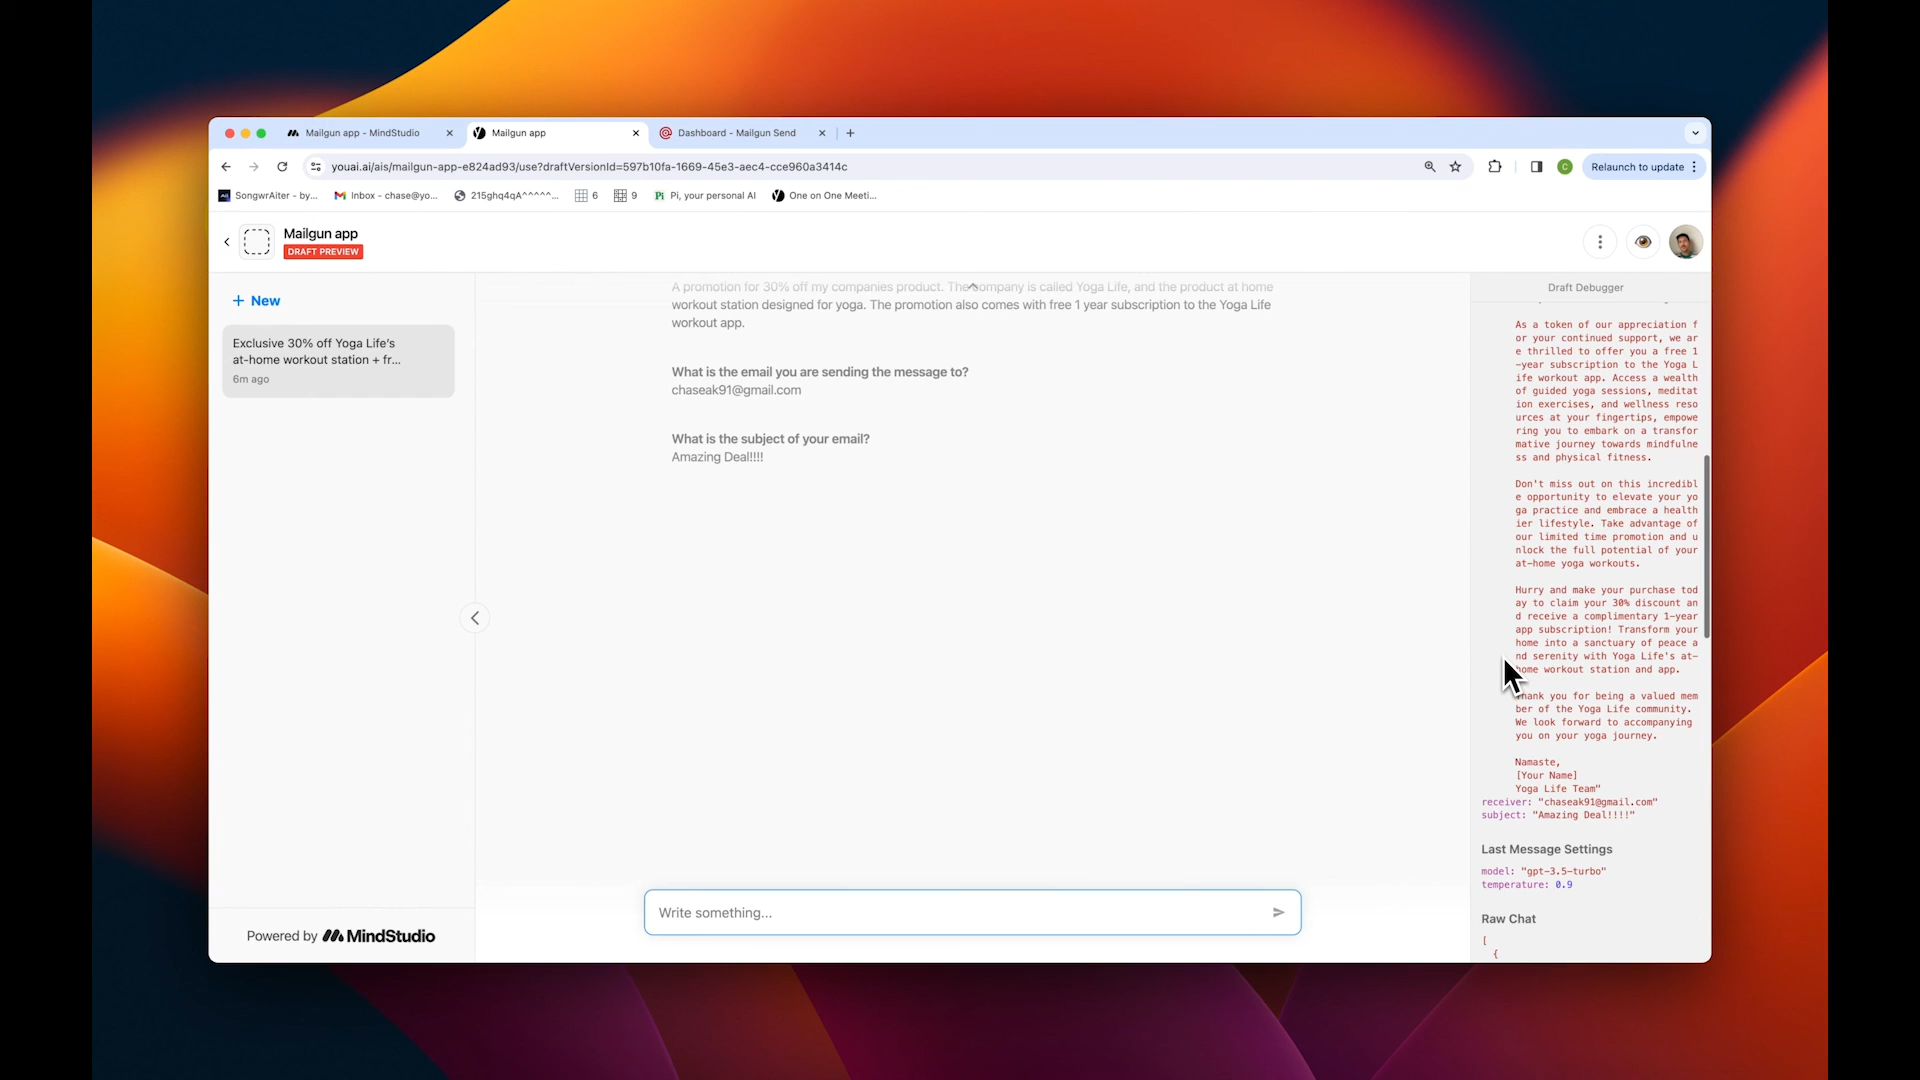 Mailgun app - MindStudio
Mailgun app
Dashboard - Mailgun Send
youai.ai/ais/mailgun-app-e824ad93/use?draftVersionId=597b10fa-1669-45e3-aec4-cce960a3414c
C
Relaunch to update
SongwrAiter - by...
Inbox - chase@yo...
215ghq4qA^^^^^...
6
9
Pi, your personal AI
One on One Meeti...
Mailgun app
DRAFT PREVIEW
+ New
Exclusive 30% off Yoga Life's
at-home workout station + fr...
6m ago
Powered by MindStudio
A promotion for 30% off my companies product. The company is called Yoga Life, and the product at home
workout station designed for yoga. The promotion also comes with free 1 year subscription to the Yoga Life
workout app.
What is the email you are sending the message to?
chaseak91@gmail.com
What is the subject of your email?
Amazing Deal!!!!
Write something...
Draft Debugger
As a token of our appreciation f
or your continued support, we ar
e thrilled to offer you a free 1
-year subscription to the Yoga L
ife workout app. Access a wealth
of guided yoga sessions, meditat
ion exercises, and wellness reso
urces at your fingertips, empowe
ring you to embark on a transfor
mative journey towards mindfulne
ss and physical fitness.
Don't miss out on this incredibl
e opportunity to elevate your yo
ga practice and embrace a health
ier lifestyle. Take advantage of
our limited time promotion and u
nlock the full potential of your
at-home yoga workouts.
Hurry and make your purchase tod
ay to claim your 30% discount an
d receive a complimentary 1-year
app subscription! Transform your
home into a sanctuary of peace a
nd serenity with Yoga Life's at-
home workout station and app.
Thank you for being a valued mem
ber of the Yoga Life community.
We look forward to accompanying
you on your yoga journey.
Namaste,
[Your Name]
Yoga Life Team"
receiver: "chaseak91@gmail.com"
subject: "Amazing Deal!!!!"
Last Message Settings
model: "gpt-3.5-turbo"
temperature: 0.9
Raw Chat
[
{